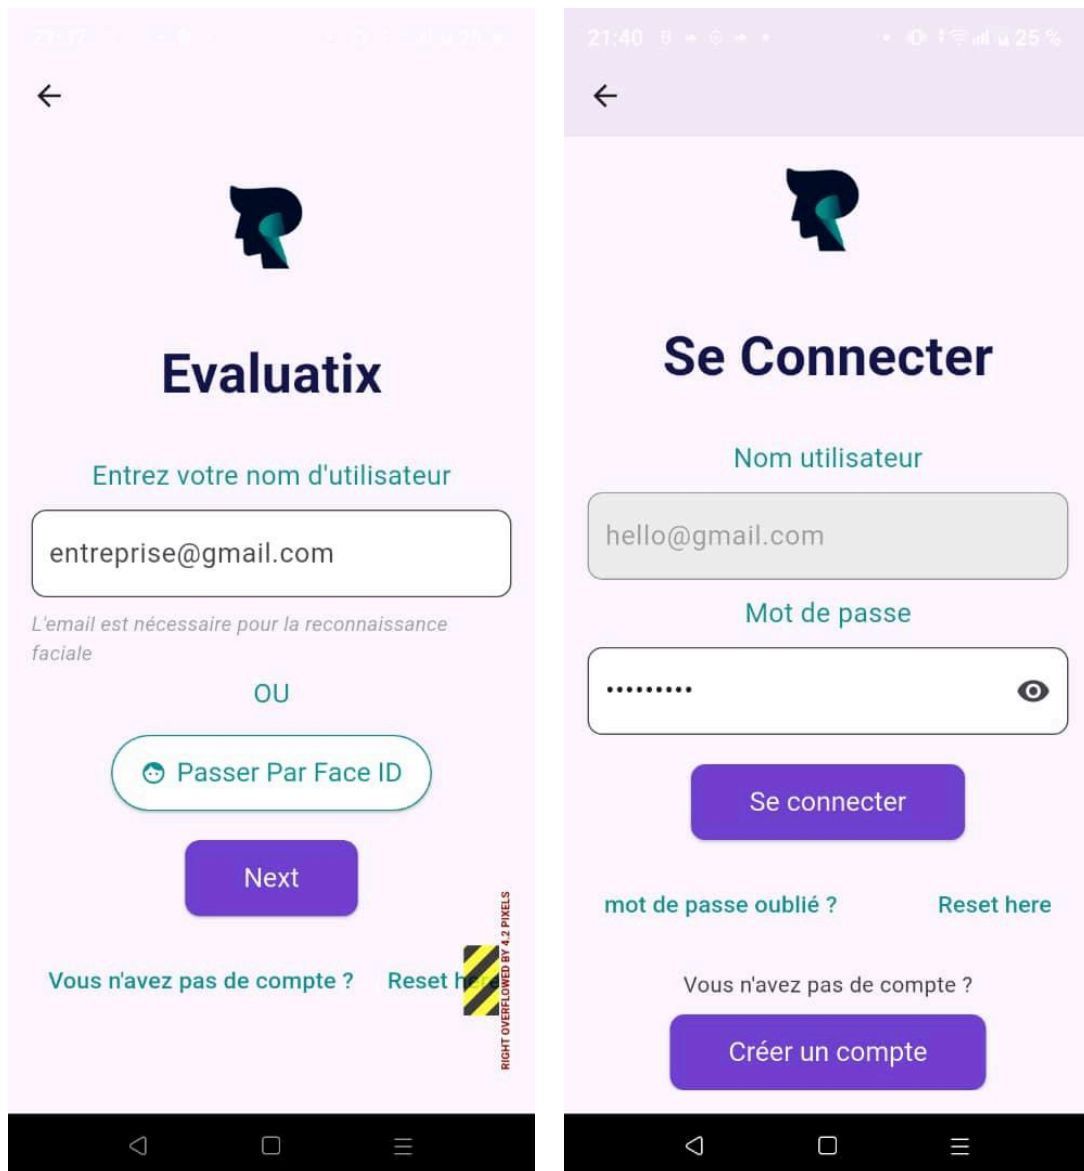 Evaluatix
Entrez votre nom d'utilisateur
entreprise@gmail.com
L'email est nécessaire pour la reconnaissance
faciale
OU
Passer Par Face ID
Next
Vous n'avez pas de compte ? Reset here
RIGHT OVERFLOWED BY 4.2 PIXELS
21:40 25 %
Se Connecter
Nom utilisateur
hello@gmail.com
Mot de passe
•••••••••
Se connecter
mot de passe oublié ? Reset here
Vous n'avez pas de compte ?
Créer un compte